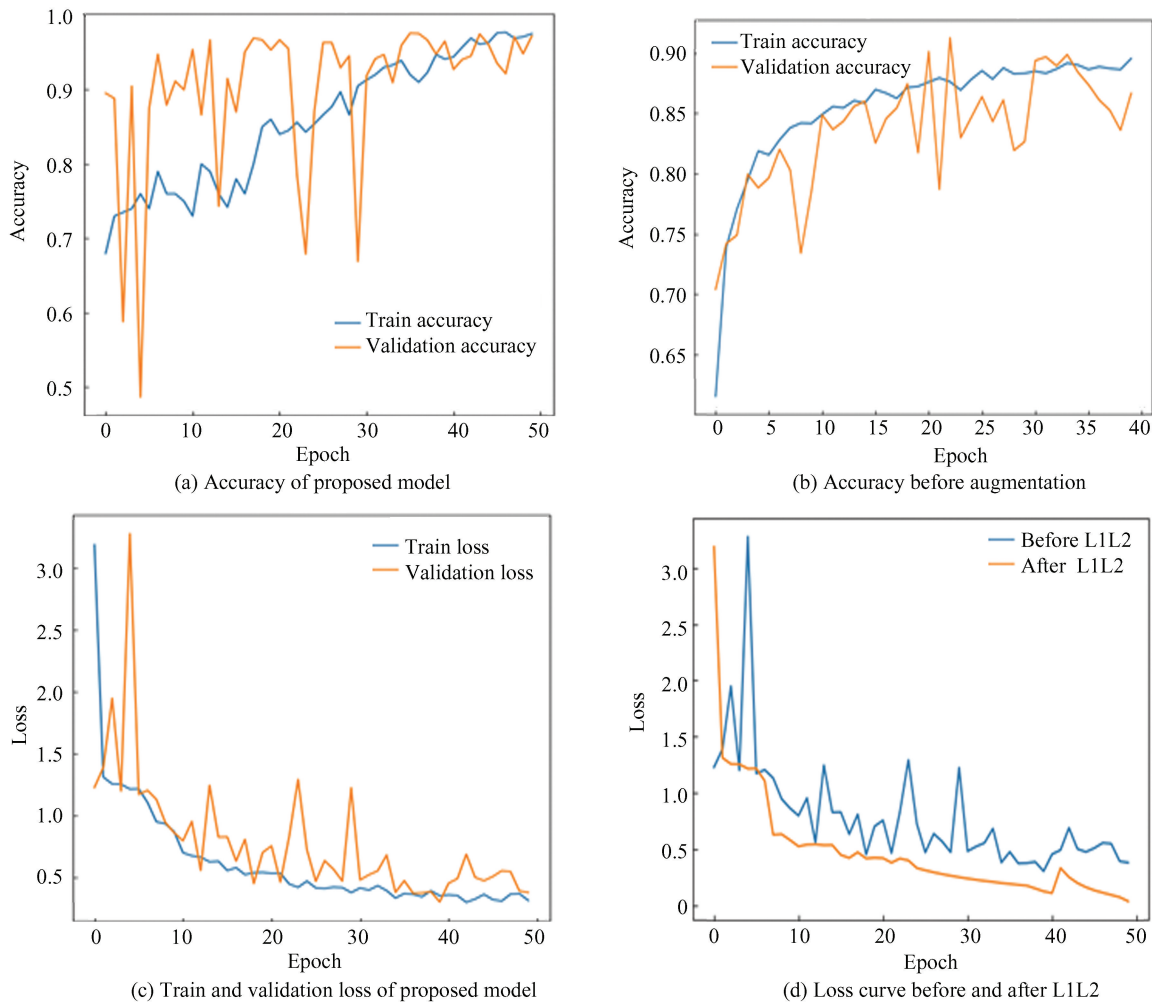 1.0
0.9
0.8
0.7
0.6
0.5
Accuracy
Train accuracy
Validation accuracy
0 10 20 30 40 50
Epoch
(a) Accuracy of proposed model
0.90
0.85
0.80
0.75
0.70
0.65
Accuracy
Train accuracy
Validation accuracy
0 5 10 15 20 25 30 35 40
Epoch
(b) Accuracy before augmentation
3.0
2.5
2.0
1.5
1.0
0.5
Loss
Train loss
Validation loss
0 10 20 30 40 50
Epoch
(c) Train and validation loss of proposed model
3.0
2.5
2.0
1.5
1.0
0.5
0
Loss
Before L1L2
After L1L2
0 10 20 30 40 50
Epoch
(d) Loss curve before and after L1L2